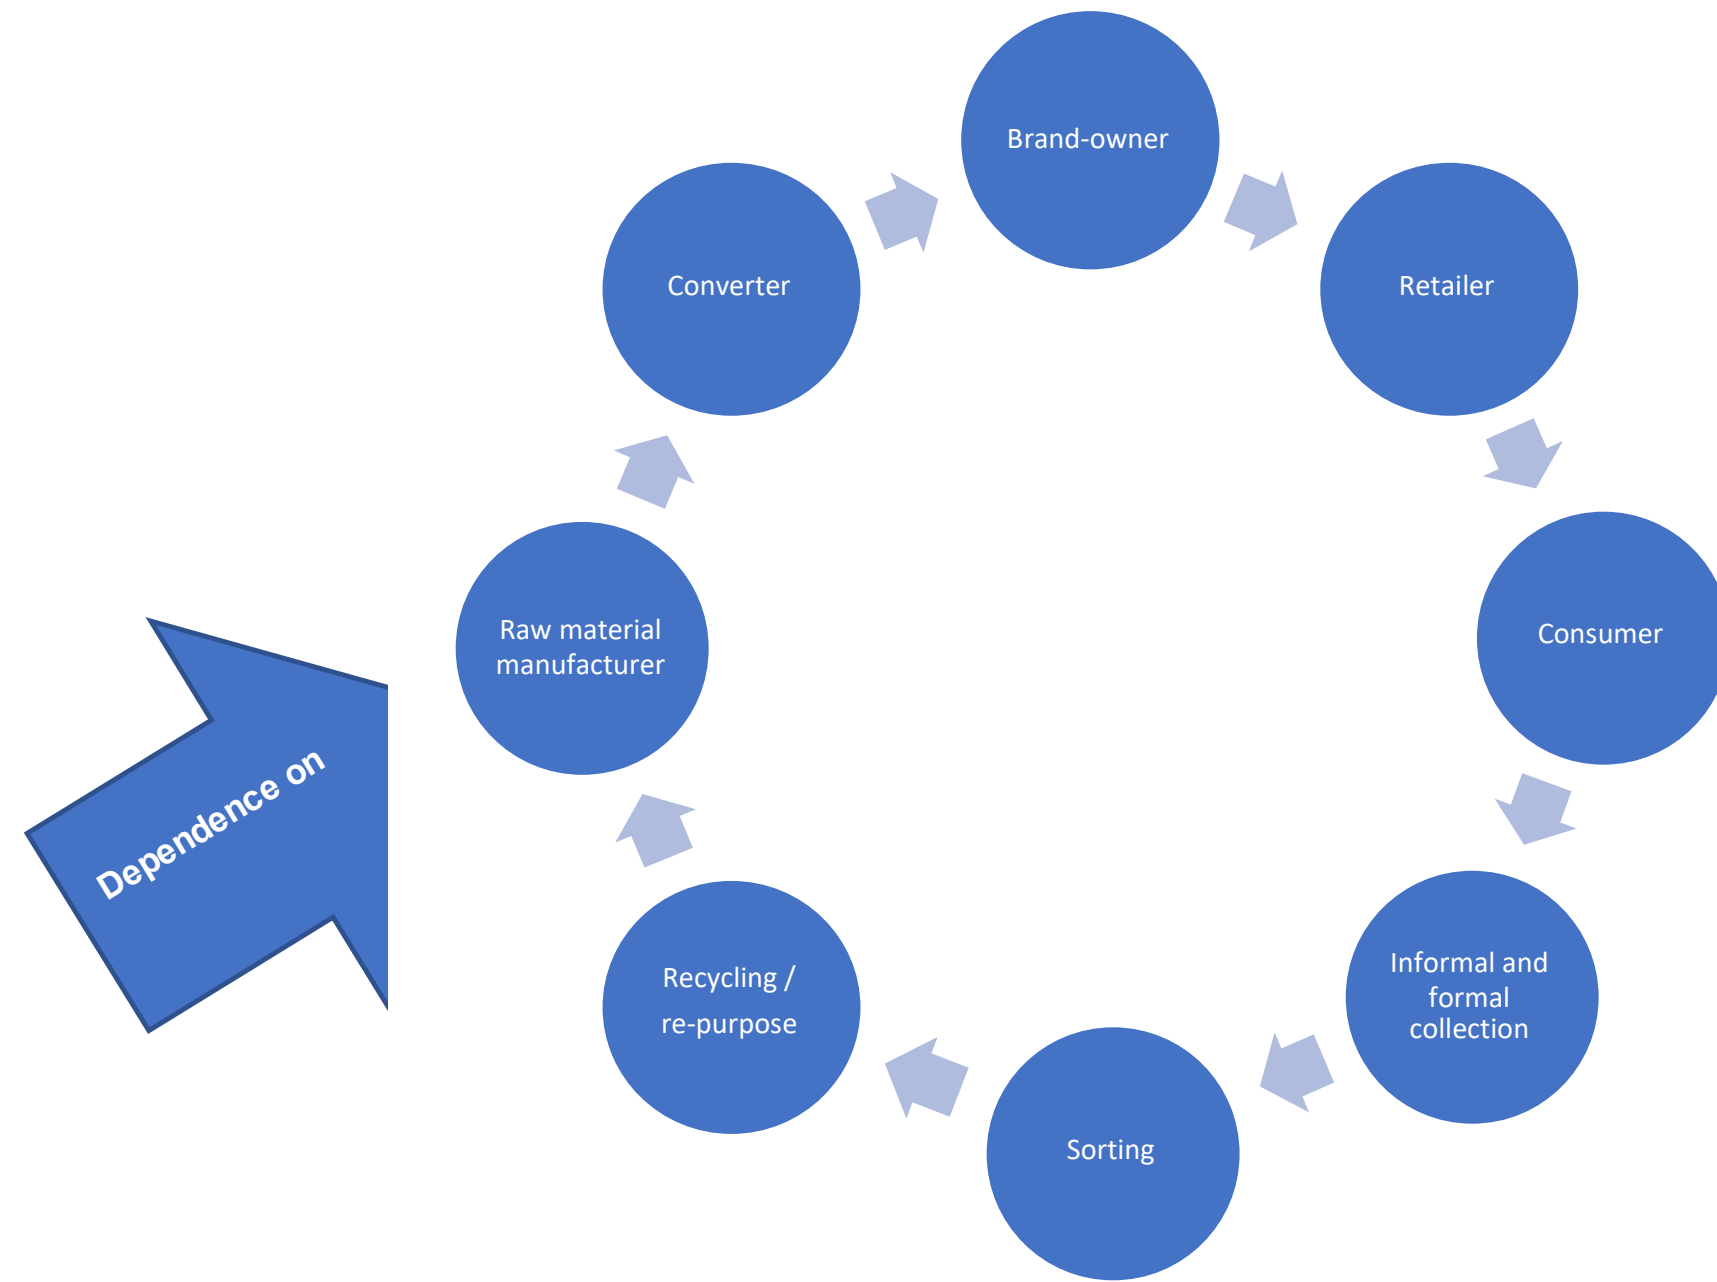 Brand-owner
Converter
Retailer
Raw material
manufacturer
Consumer
Dependence on
Informal and
formal
collection
Recycling /
re-purpose
Sorting